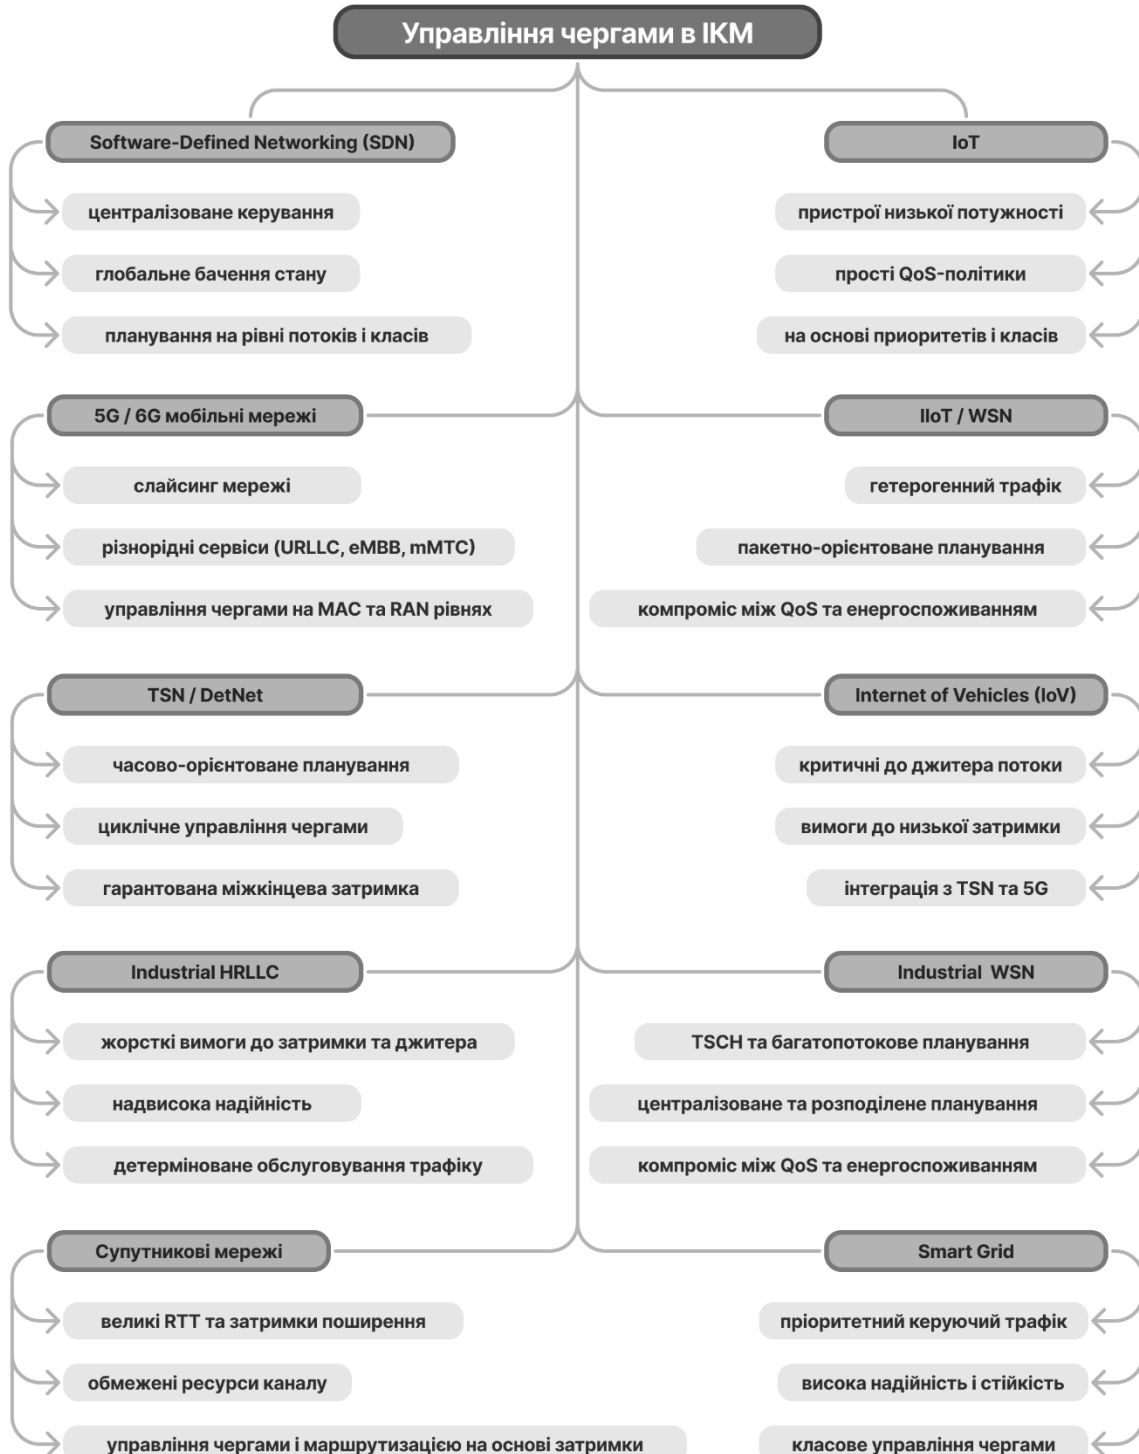 Управління чергами в ІКМ
Software-Defined Networking (SDN)
централізоване керування
глобальне бачення стану
планування на рівні потоків і класів
IoT
пристрої низької потужності
прості QoS-політики
на основі приоритетів і класів
5G / 6G мобільні мережі
слайсинг мережі
різнорідні сервіси (URLLC, eMBB, mMTC)
управління чергами на MAC та RAN рівнях
IIoT / WSN
гетерогенний трафік
пакетно-орієнтоване планування
компроміс між QoS та енергоспоживанням
TSN / DetNet
часово-орієнтоване планування
циклічне управління чергами
гарантована міжкінцева затримка
Internet of Vehicles (IoV)
критичні до джитера потоки
вимоги до низької затримки
інтеграція з TSN та 5G
Industrial HRLLC
жорсткі вимоги до затримки та джитера
надвисока надійність
детерміноване обслуговування трафіку
Industrial WSN
TSCH та багатопотокове планування
централізоване та розподілене планування
компроміс між QoS та енергоспоживанням
Супутникові мережі
великі RTT та затримки поширення
обмежені ресурси каналу
управління чергами і маршрутизацією на основі затримки
Smart Grid
пріоритетний керуючий трафік
висока надійність і стійкість
класове управління чергами